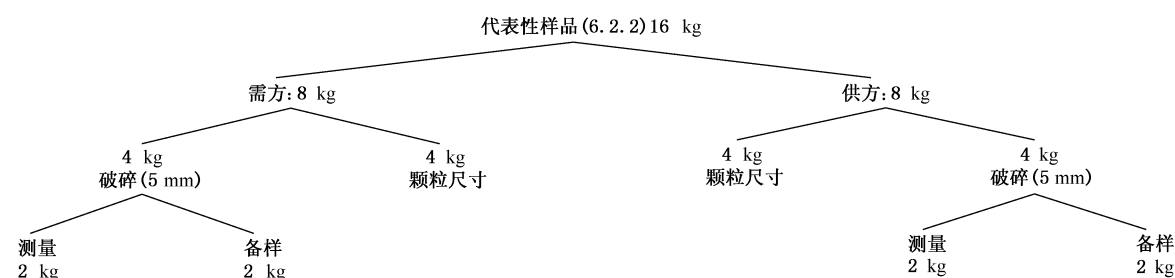 代表性样品(6.2.2)16 kg
需方:8 kg
供方:8 kg
4 kg
破碎(5 mm)
4 kg
颗粒尺寸
4 kg
颗粒尺寸
4 kg
破碎(5 mm)
测量
2 kg
备样
2 kg
测量
2 kg
备样
2 kg